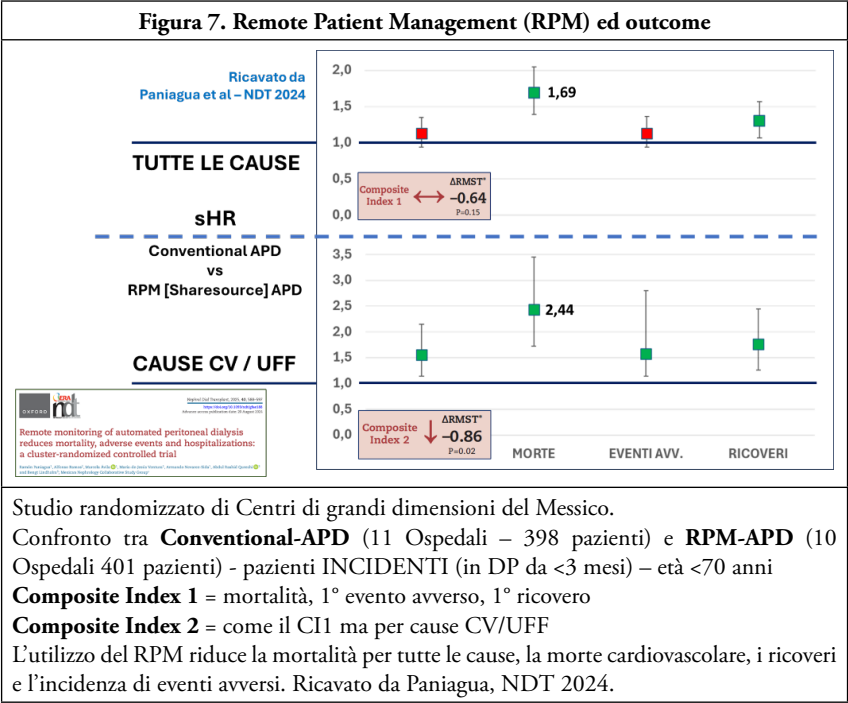 Figura 7. Remote Patient Management (RPM) ed outcome
Ricavato da
Paniagua et al – NDT 2024
TUTTE LE CAUSE
sHR
Conventional APD
vs
RPM [Sharesource] APD
CAUSE CV / UFF
2,0
1,5
1,0
0,5
0,0
1,69
Composite
Index 1
ΔRMST*
–0.64
P=0.15
3,5
3,0
2,5
2,0
1,5
1,0
0,5
0,0
2,44
Composite
Index 2
ΔRMST*
–0.86
P=0.02
MORTE
EVENTI AVV.
RICOVERI
OXFORD
ERA
ndt
Remote monitoring of automated peritoneal dialysis
reduces mortality, adverse events and hospitalizations:
a cluster-randomized controlled trial
Studio randomizzato di Centri di grandi dimensioni del Messico.
Confronto tra Conventional-APD (11 Ospedali – 398 pazienti) e RPM-APD (10
Ospedali 401 pazienti) - pazienti INCIDENTI (in DP da <3 mesi) – età <70 anni
Composite Index 1 = mortalità, 1° evento avverso, 1° ricovero
Composite Index 2 = come il CI1 ma per cause CV/UFF
L’utilizzo del RPM riduce la mortalità per tutte le cause, la morte cardiovascolare, i ricoveri
e l’incidenza di eventi avversi. Ricavato da Paniagua, NDT 2024.